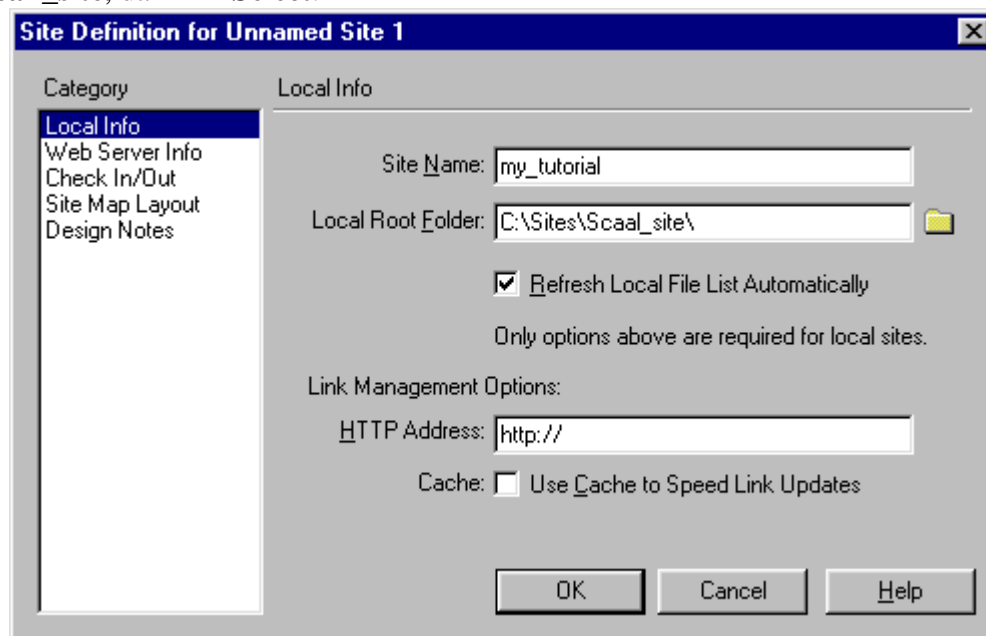 Site Definition for Unnamed Site 1
Category
Local Info
Web Server Info
Check In/Out
Site Map Layout
Design Notes
Local Info
Site Name: my_tutorial
Local Root Folder: C:\Sites\Scaal_site\
Refresh Local File List Automatically
Only options above are required for local sites.
Link Management Options:
HTTP Address: http://
Cache: Use Cache to Speed Link Updates
OK Cancel Help